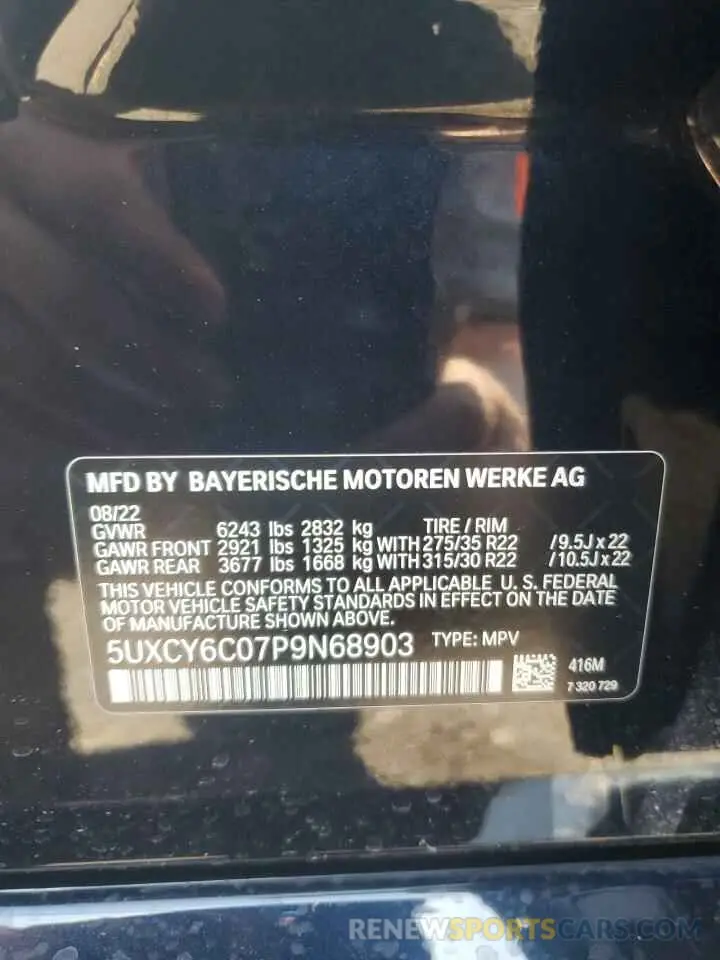 MFD BY BAYERISCHE MOTOREN WERKE AG
08/22
GVWR 6243 lbs 2832 kg TIRE / RIM
GAWR FRONT 2921 lbs 1325 kg WITH 275/35 R22 / 9.5J x 22
GAWR REAR 3677 lbs 1668 kg WITH 315/30 R22 / 10.5J x 22
THIS VEHICLE CONFORMS TO ALL APPLICABLE U. S. FEDERAL
MOTOR VEHICLE SAFETY STANDARDS IN EFFECT ON THE DATE
OF MANUFACTURE SHOWN ABOVE.
5UXCY6C07P9N68903 TYPE: MPV
416M
7 320 729
RENEWSPORTSCAR.COM